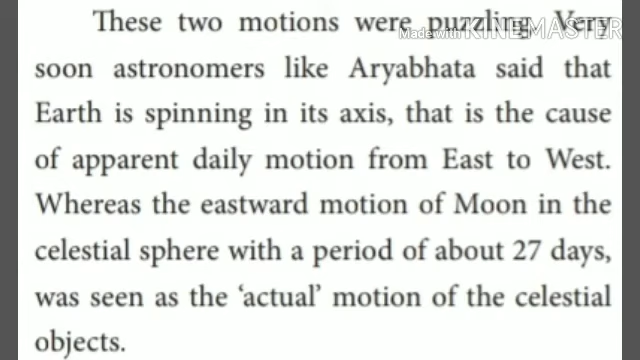 These two motions were puzzling. Very
Made with KINEMASTER
soon astronomers like Aryabhata said that
Earth is spinning in its axis, that is the cause
of apparent daily motion from East to West.
Whereas the eastward motion of Moon in the
celestial sphere with a period of about 27 days,
was seen as the ‘actual’ motion of the celestial
objects.